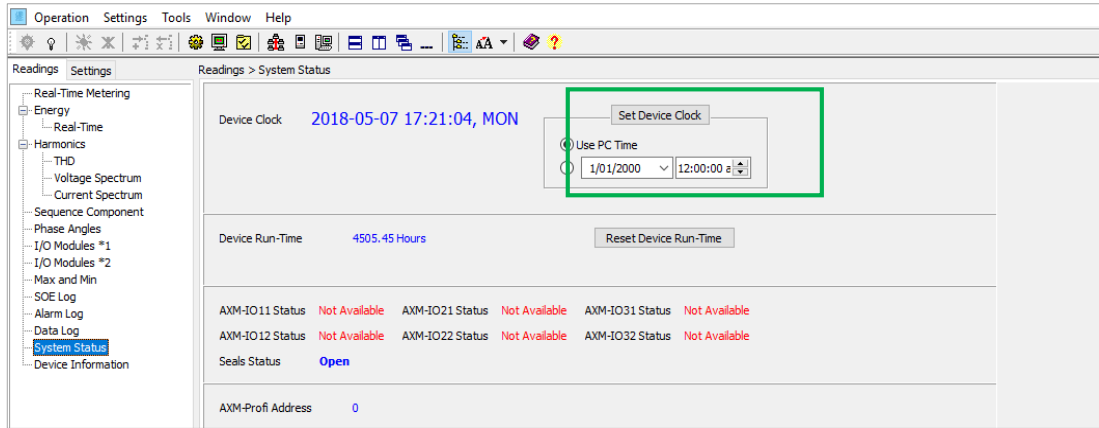 Operation Settings Tools Window Help
Readings Settings
Readings > System Status
Real-Time Metering
Energy
Real-Time
Harmonics
THD
Voltage Spectrum
Current Spectrum
Sequence Component
Phase Angles
I/O Modules *1
I/O Modules *2
Max and Min
SOE Log
Alarm Log
Data Log
System Status
Device Information
Device Clock 2018-05-07 17:21:04, MON
Set Device Clock
Use PC Time
1/01/2000 12:00:00 a
Device Run-Time 4505.45 Hours Reset Device Run-Time
AXM-IO11 Status Not Available AXM-IO21 Status Not Available AXM-IO31 Status Not Available
AXM-IO12 Status Not Available AXM-IO22 Status Not Available AXM-IO32 Status Not Available
Seals Status Open
AXM-Profi Address 0